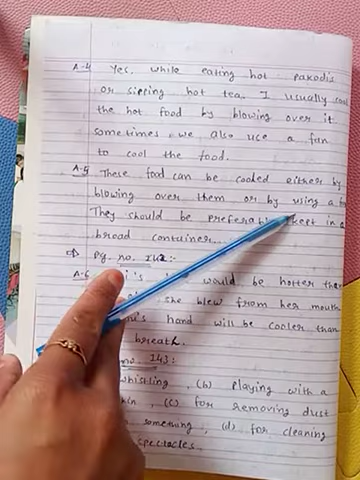 A-4 Yes, while eating hot pakodis
or sipping hot tea. I usually cool
the hot food by blowing over it
sometimes we also use a fan
to cool the food.
A-5 These food can be cooled either by
blowing over them or by using a
They should be kept in a
broad container.
Pg. no. 142:-
A-6 would be hotter than
she blew from her mouth
hand will be cooler than
breath.
no. 143:
whistling, (b) Playing with a
, (c) for removing dust
something, (d) for cleaning
spectacles.